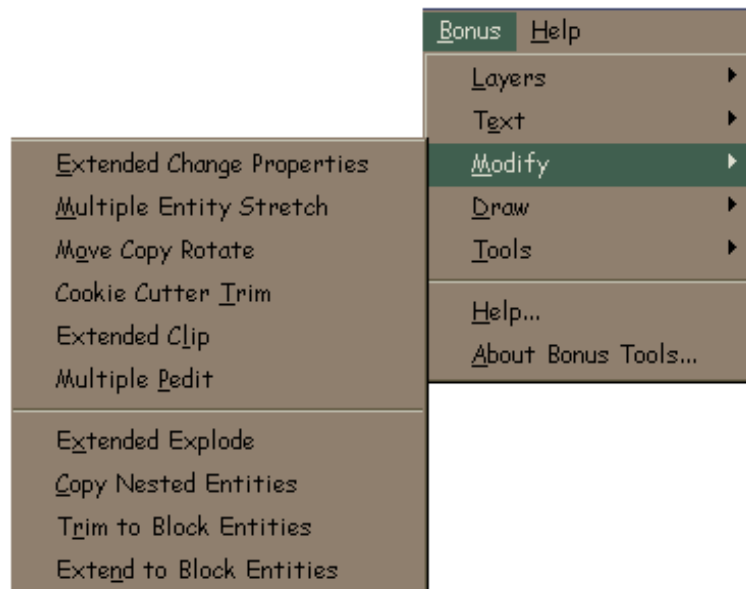 Bonus Help
Layers
Text
Modify
Draw
Tools
Help...
About Bonus Tools...
Extended Change Properties
Multiple Entity Stretch
Move Copy Rotate
Cookie Cutter Trim
Extended Clip
Multiple Pedit
Extended Explode
Copy Nested Entities
Trim to Block Entities
Extend to Block Entities